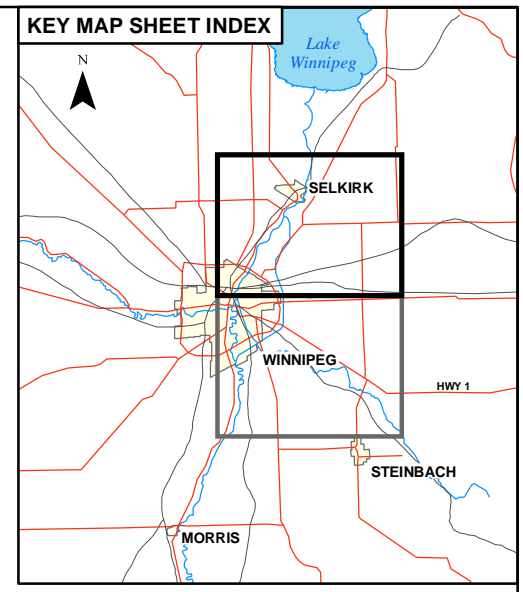 KEY MAP SHEET INDEX
N
Lake
Winnipeg
SELKIRK
WINNIPEG
HWY 1
STEINBACH
MORRIS